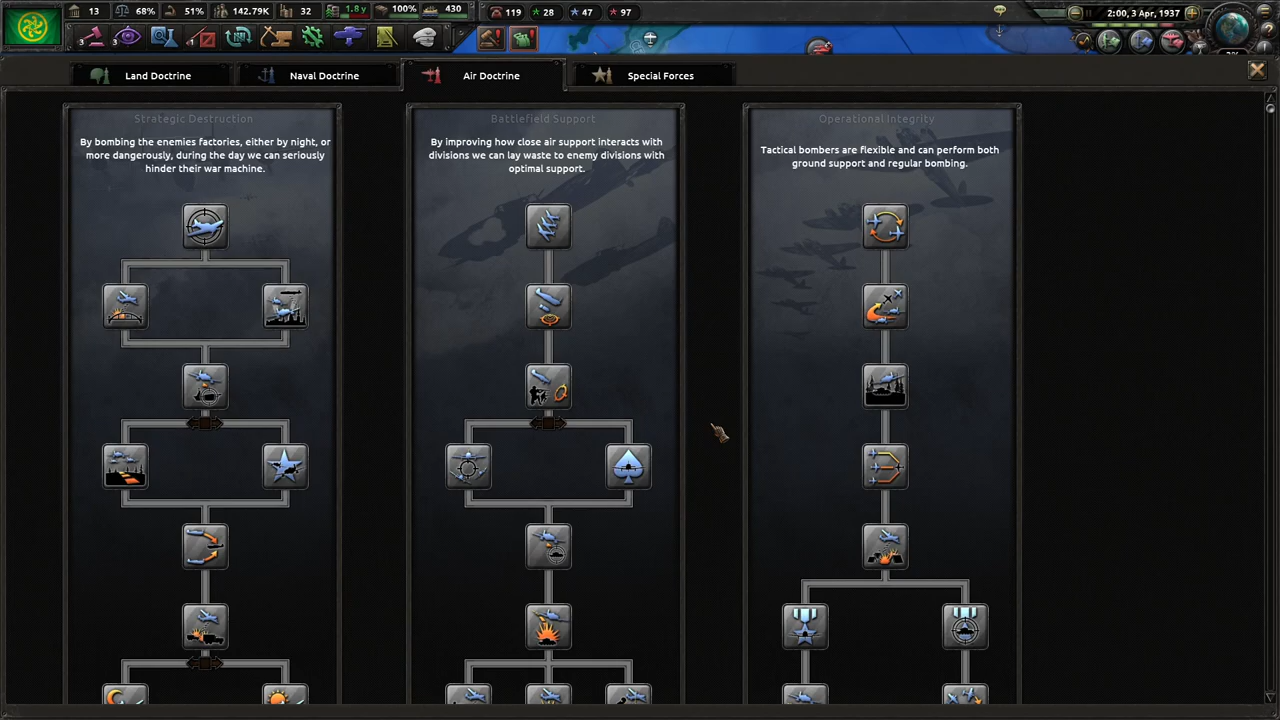 13
68%
51%
142.79K
32
1.8 y
100%
430
119
28
47
97
2:00, 3 Apr, 1937
3
3
1
Land Doctrine
Naval Doctrine
Air Doctrine
Special Forces
Strategic Destruction
By bombing the enemies factories, either by night, or
more dangerously, during the day we can seriously
hinder their war machine.
Battlefield Support
By improving how close air support interacts with
divisions we can lay waste to enemy divisions with
optimal support.
Operational Integrity
Tactical bombers are flexible and can perform both
ground support and regular bombing.